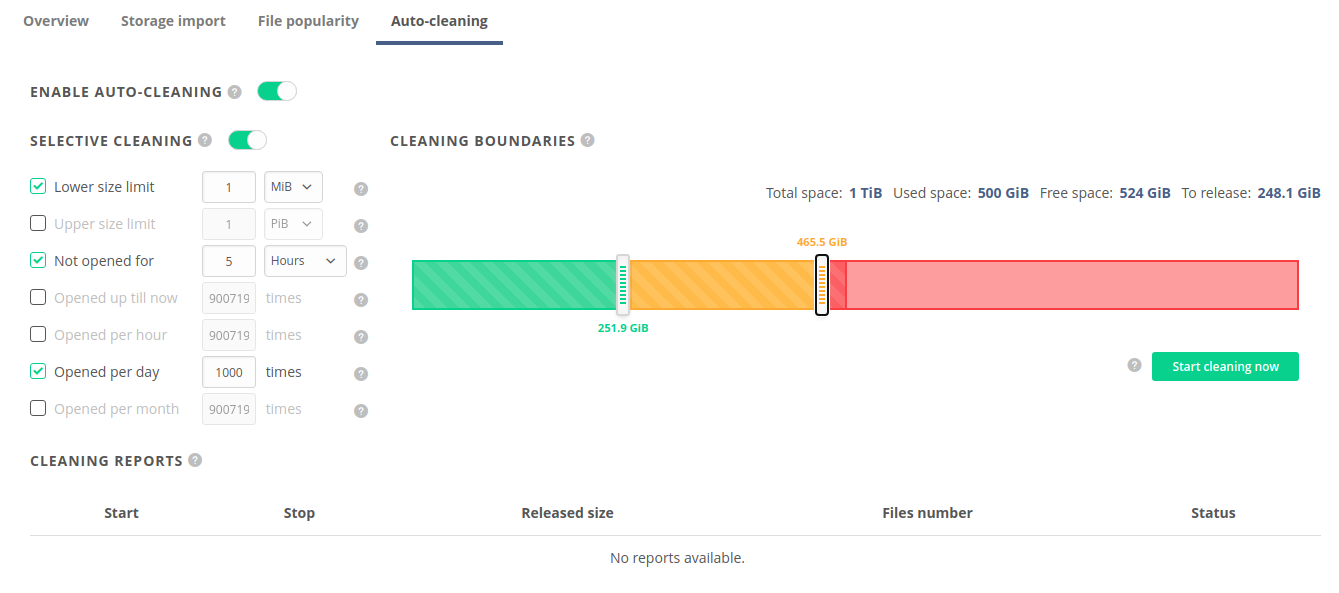 Overview Storage import File popularity Auto-cleaning
ENABLE AUTO-CLEANING ?
SELECTIVE CLEANING ? CLEANING BOUNDARIES ?
Lower size limit 1 MiB ?
Total space: 1 TiB Used space: 500 GiB Free space: 524 GiB To release: 248.1 GiB
Upper size limit 1 PiB ?
465.5 GiB
Not opened for 5 Hours ?
Opened up till now 900719 times ?
251.9 GiB
Opened per hour 900719 times ?
? Start cleaning now
Opened per day 1000 times ?
Opened per month 900719 times ?
CLEANING REPORTS ?
Start Stop Released size Files number Status
No reports available.